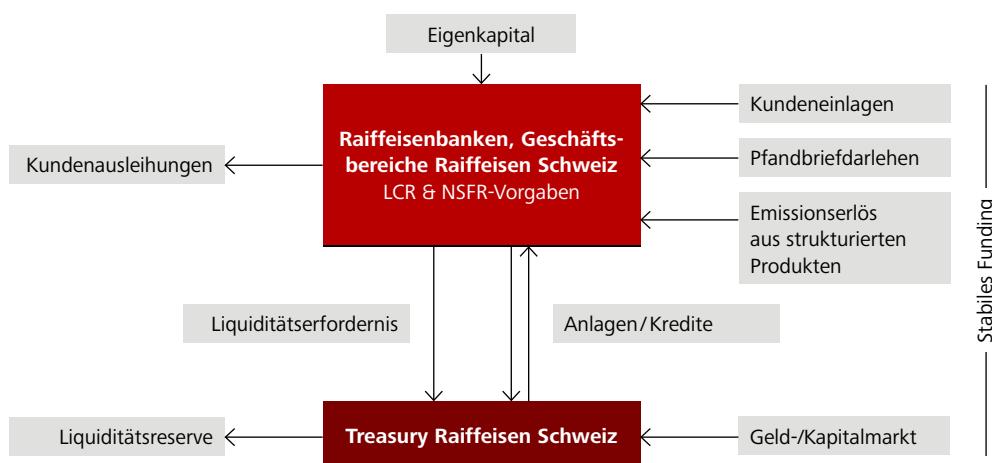 Eigenkapital
Raiffeisenbanken, Geschäfts-
bereiche Raiffeisen Schweiz
LCR & NSFR-Vorgaben
Kundenausleihungen
Kundeneinlagen
Pfandbriefdarlehen
Emissionserlös
aus strukturierten
Produkten
Stabiles Funding
Liquiditätserfordernis
Anlagen/Kredite
Liquiditätsreserve
Treasury Raiffeisen Schweiz
Geld-/Kapitalmarkt